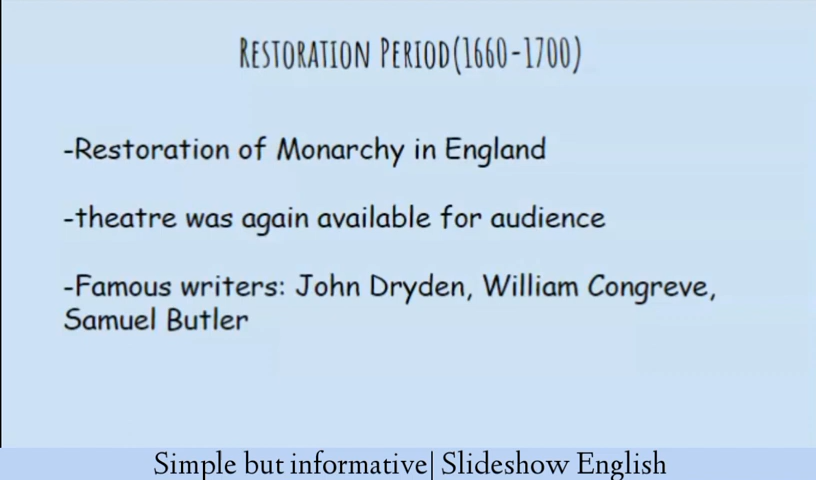 Restoration Period(1660-1700)
-Restoration of Monarchy in England
-theatre was again available for audience
-Famous writers: John Dryden, William Congreve,
Samuel Butler
Simple but informative| Slideshow English